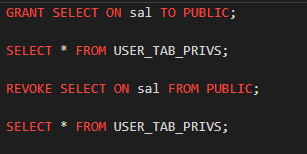 GRANT SELECT ON sal TO PUBLIC;
SELECT * FROM USER_TAB_PRIVS;
REVOKE SELECT ON sal FROM PUBLIC;
SELECT * FROM USER_TAB_PRIVS;